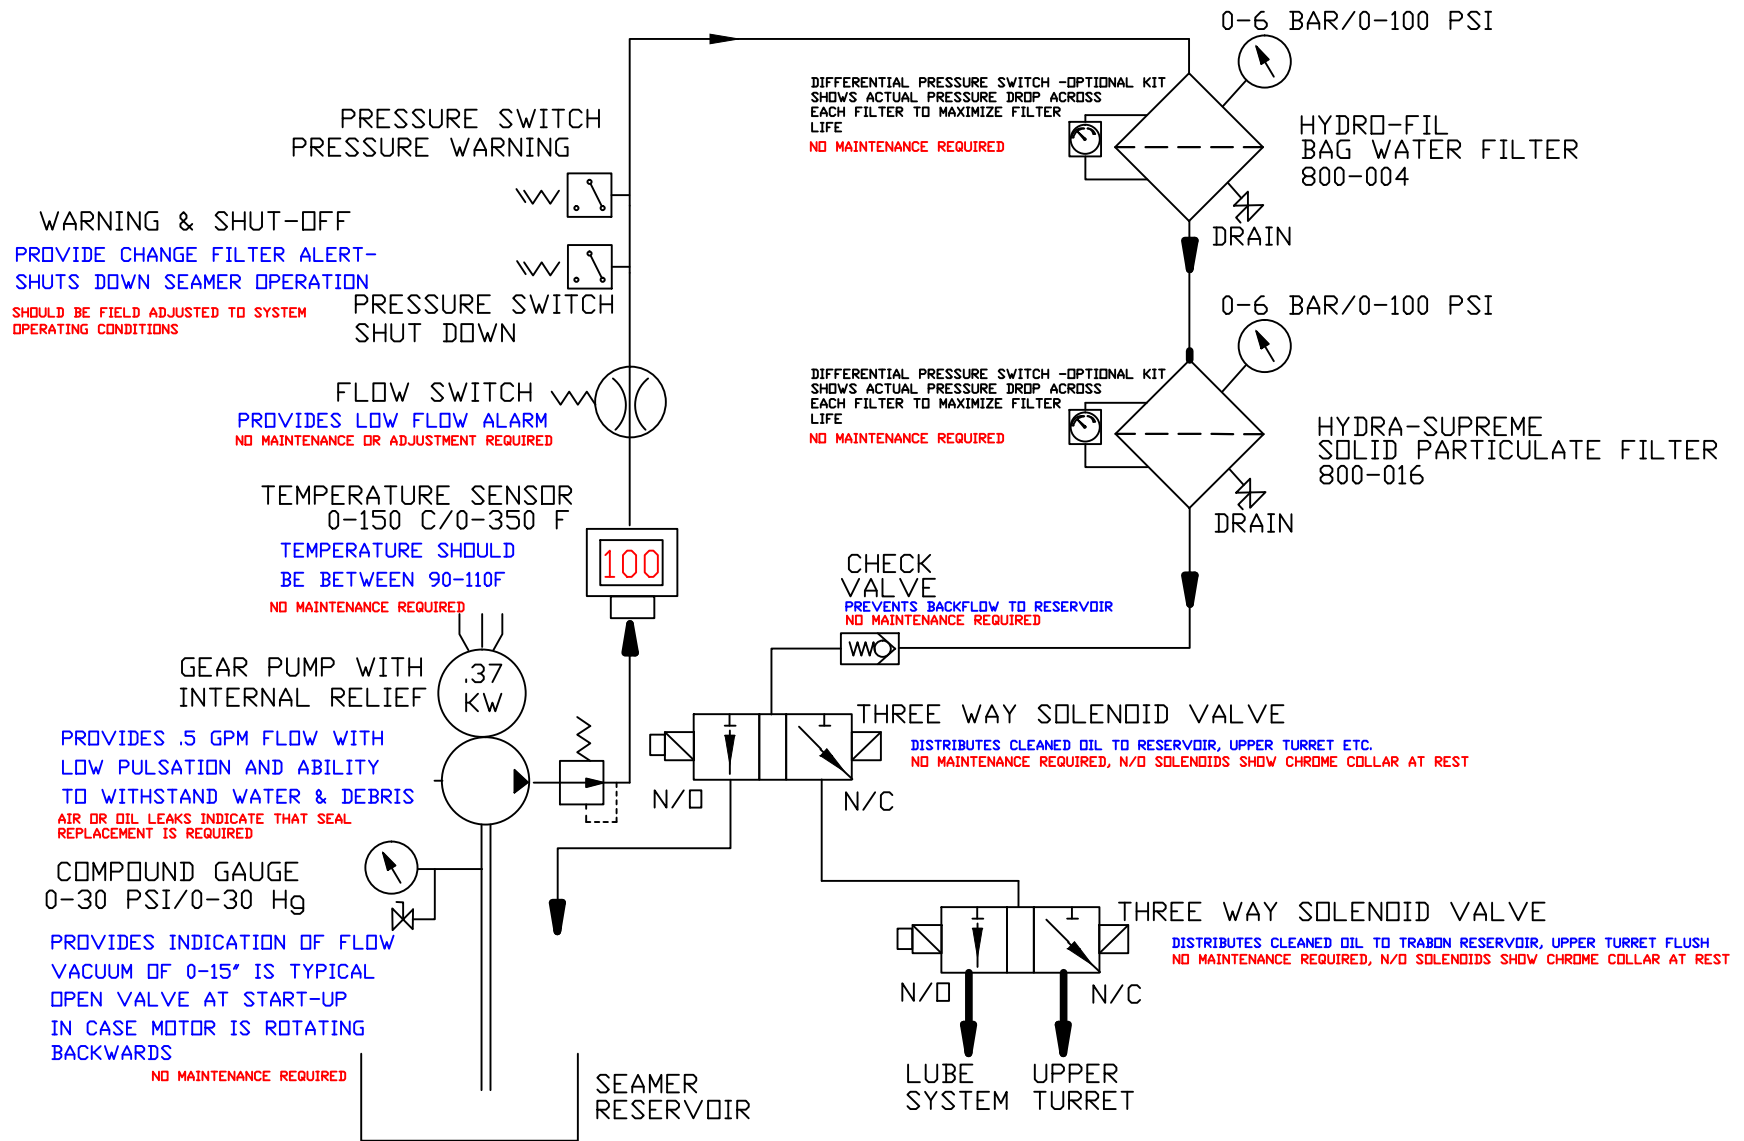 0-6 BAR/0-100 PSI
DIFFERENTIAL PRESSURE SWITCH -OPTIONAL KIT
SHOWS ACTUAL PRESSURE DROP ACROSS
EACH FILTER TO MAXIMIZE FILTER
LIFE
NO MAINTENANCE REQUIRED
HYDRO-FIL
BAG WATER FILTER
800-004
DRAIN
PRESSURE SWITCH
PRESSURE WARNING
WARNING & SHUT-OFF
PROVIDE CHANGE FILTER ALERT-
SHUTS DOWN SEAMER OPERATION
SHOULD BE FIELD ADJUSTED TO SYSTEM
OPERATING CONDITIONS
PRESSURE SWITCH
SHUT DOWN
0-6 BAR/0-100 PSI
DIFFERENTIAL PRESSURE SWITCH -OPTIONAL KIT
SHOWS ACTUAL PRESSURE DROP ACROSS
EACH FILTER TO MAXIMIZE FILTER
LIFE
NO MAINTENANCE REQUIRED
HYDRA-SUPREME
SOLID PARTICULATE FILTER
800-016
DRAIN
FLOW SWITCH
PROVIDES LOW FLOW ALARM
NO MAINTENANCE OR ADJUSTMENT REQUIRED
TEMPERATURE SENSOR
0-150 C/0-350 F
TEMPERATURE SHOULD
BE BETWEEN 90-110F
NO MAINTENANCE REQUIRED
100
CHECK
VALVE
PREVENTS BACKFLOW TO RESERVOIR
NO MAINTENANCE REQUIRED
GEAR PUMP WITH
INTERNAL RELIEF
.37
KW
PROVIDES .5 GPM FLOW WITH
LOW PULSATION AND ABILITY
TO WITHSTAND WATER & DEBRIS
AIR OR OIL LEAKS INDICATE THAT SEAL
REPLACEMENT IS REQUIRED
THREE WAY SOLENOID VALVE
DISTRIBUTES CLEANED OIL TO RESERVOIR, UPPER TURRET ETC.
NO MAINTENANCE REQUIRED, N/O SOLENOIDS SHOW CHROME COLLAR AT REST
N/O
N/C
COMPOUND GAUGE
0-30 PSI/0-30 Hg
PROVIDES INDICATION OF FLOW
VACUUM OF 0-15" IS TYPICAL
OPEN VALVE AT START-UP
IN CASE MOTOR IS ROTATING
BACKWARDS
NO MAINTENANCE REQUIRED
THREE WAY SOLENOID VALVE
DISTRIBUTES CLEANED OIL TO TRABON RESERVOIR, UPPER TURRET FLUSH
NO MAINTENANCE REQUIRED, N/O SOLENOIDS SHOW CHROME COLLAR AT REST
N/O
N/C
SEAMER
RESERVOIR
LUBE
SYSTEM
UPPER
TURRET